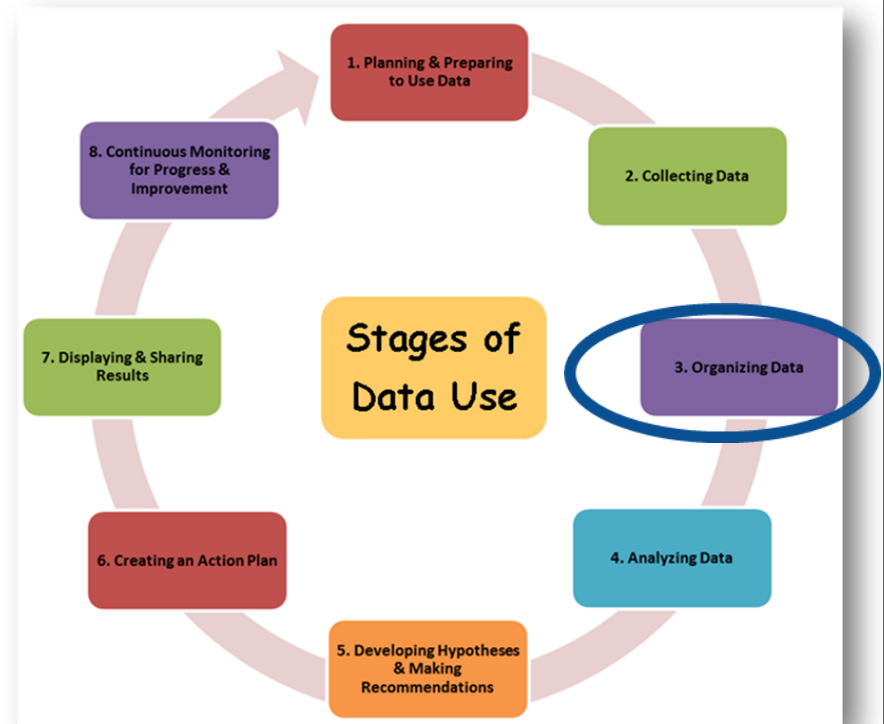 1. Planning & Preparing
to Use Data
2. Collecting Data
3. Organizing Data
4. Analyzing Data
5. Developing Hypotheses
& Making
Recommendations
6. Creating an Action Plan
7. Displaying & Sharing
Results
8. Continuous Monitoring
for Progress &
Improvement
Stages of
Data Use